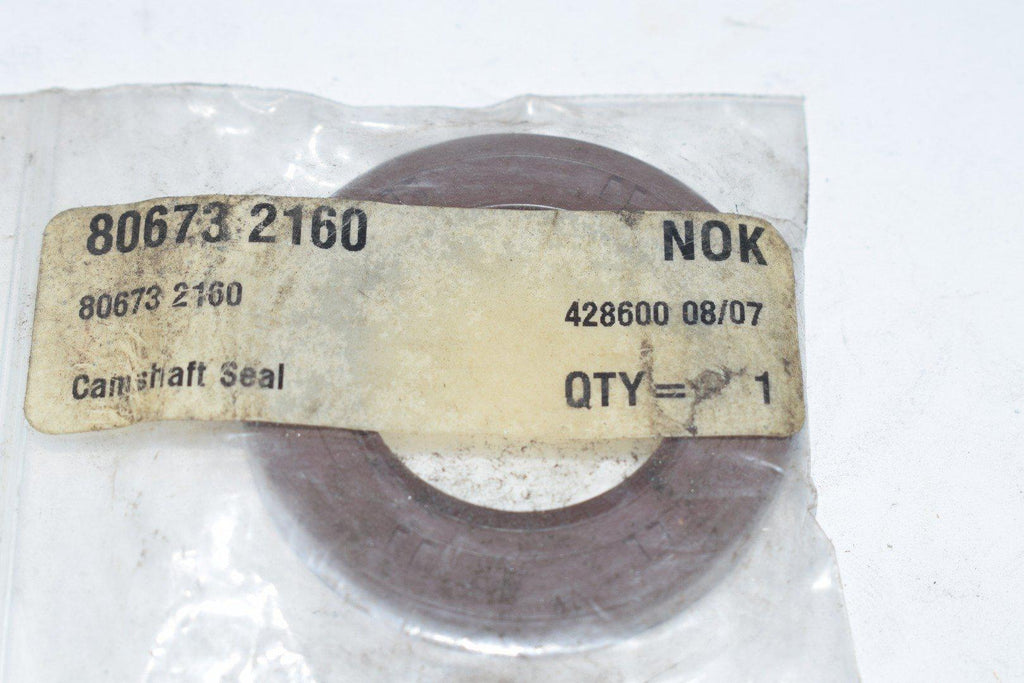 80673 2160 NOK
80673 2160 428600 08/07
Camshaft Seal QTY = 1